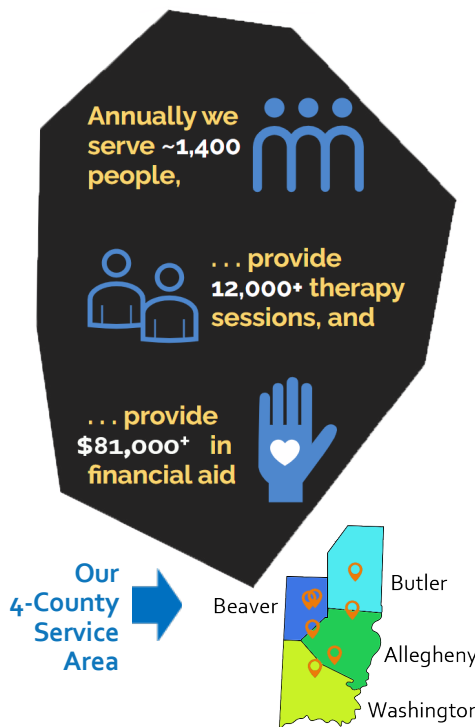 Annually we
serve ~1,400
people,
. . . provide
12,000+ therapy
sessions, and
. . . provide
$81,000+ in
financial aid
Our
4-County
Service
Area
Butler
Beaver
Allegheny
Washington